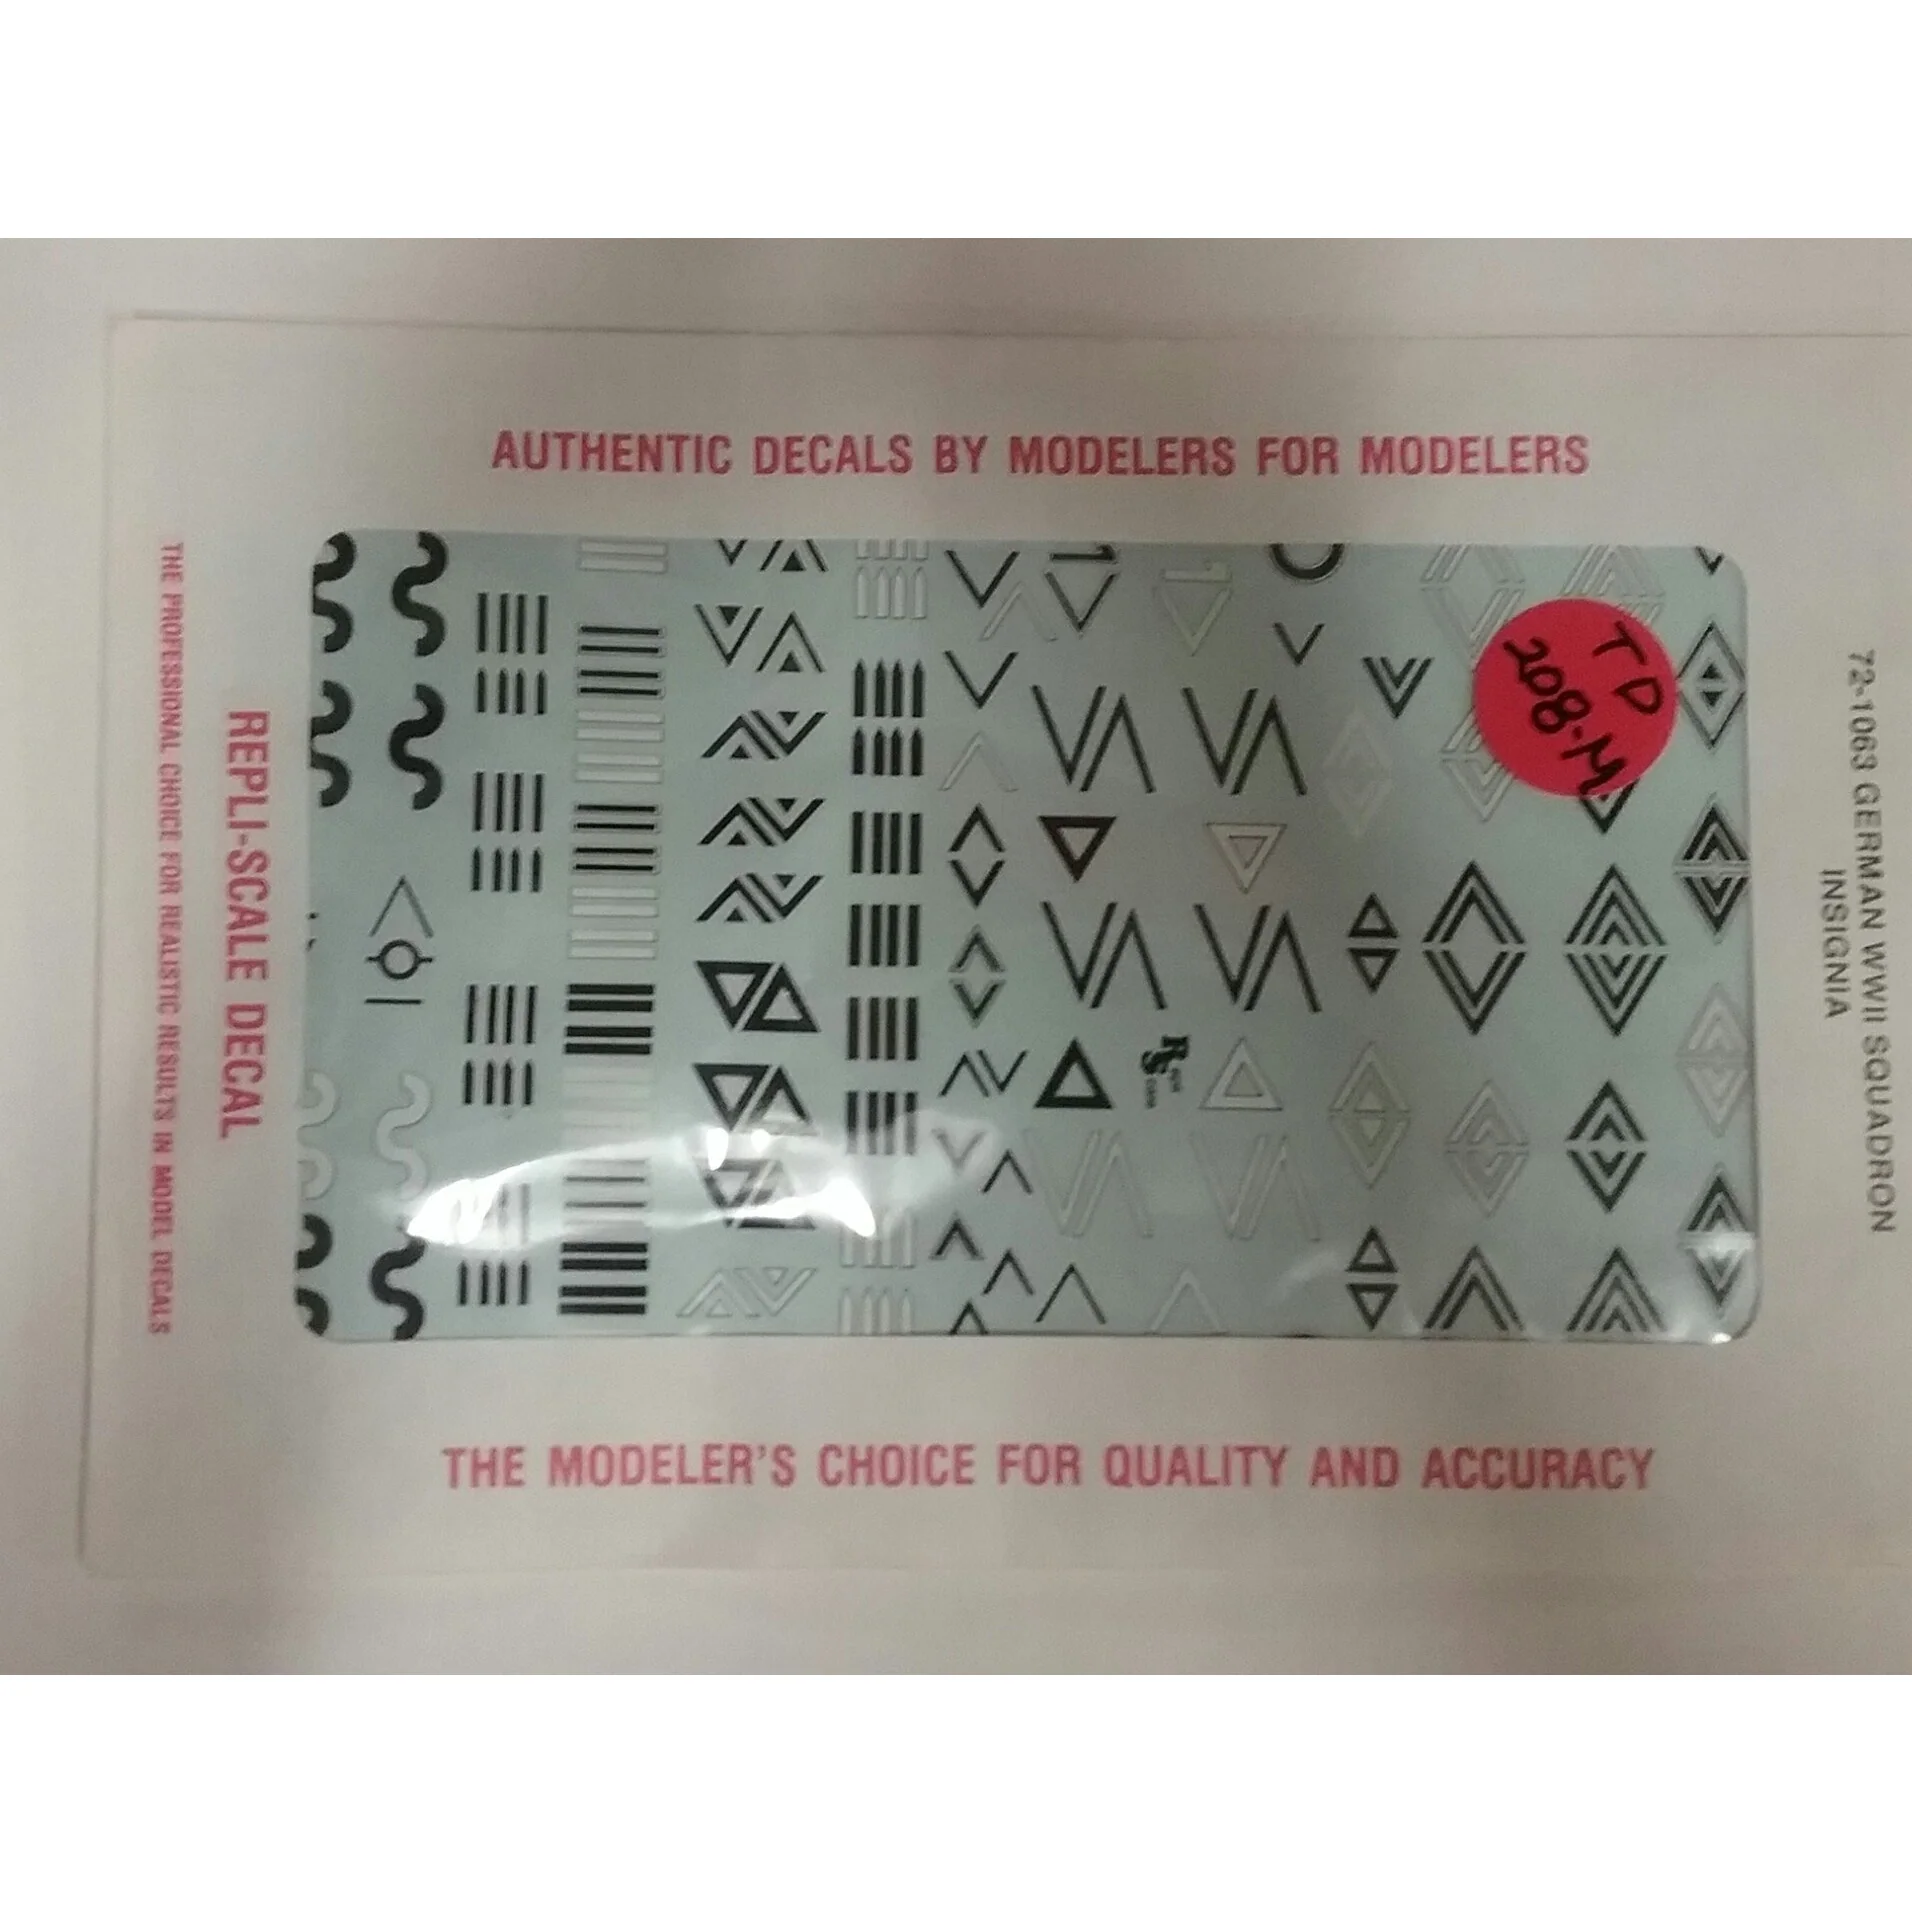 AUTHENTIC DECALS BY MODELERS FOR MODELERS
THE PROFESSIONAL CHOICE FOR REALISTIC RESULTS IN MODEL DECALS
REPLI-SCALE DECAL
TD
208-M
72-1063 GERMAN WWII SQUADRON
INSIGNIA
THE MODELER'S CHOICE FOR QUALITY AND ACCURACY